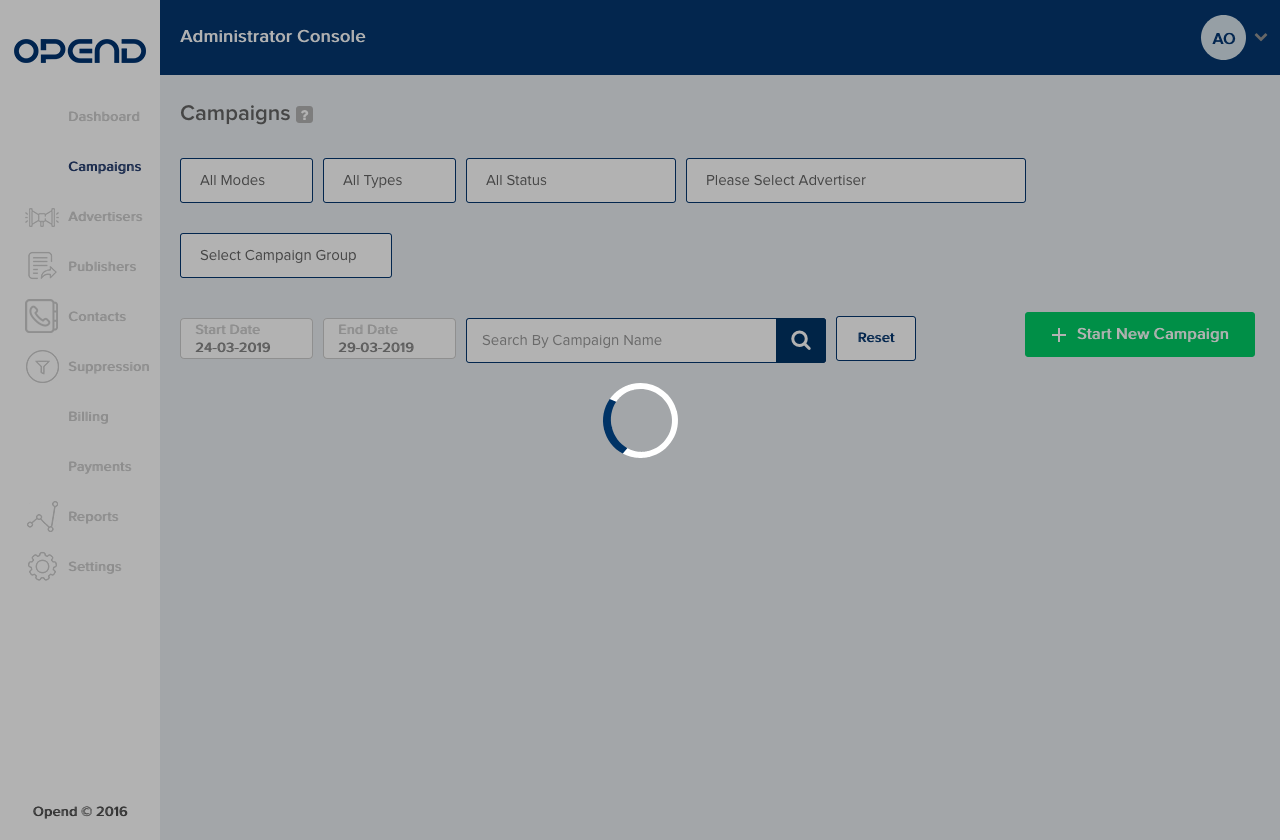 OPEND
Administrator Console
AO
Dashboard
Campaigns
Advertisers
Publishers
Contacts
Suppression
Billing
Payments
Reports
Settings
Opend © 2016
Campaigns ?
All Modes
All Types
All Status
Please Select Advertiser
Select Campaign Group
Start Date
24-03-2019
End Date
29-03-2019
Search By Campaign Name
Reset
Start New Campaign